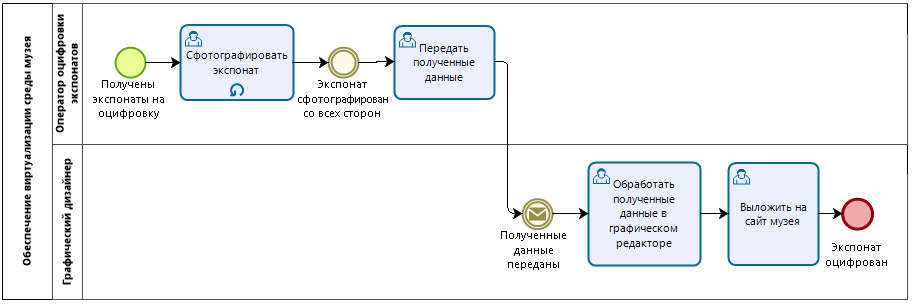 Обеспечение виртуализации среды музея
Оператор оцифровки
экспонатов
Получены
экспонаты на
оцифровку
Сфотографировать
экспонат
Экспонат
сфотографирован
со всех сторон
Передать
полученные
данные
Графический дизайнер
Полученные
данные
переданы
Обработать
полученные
данные в
графическом
редакторе
Выложить на
сайт музея
Экспонат
оцифрован